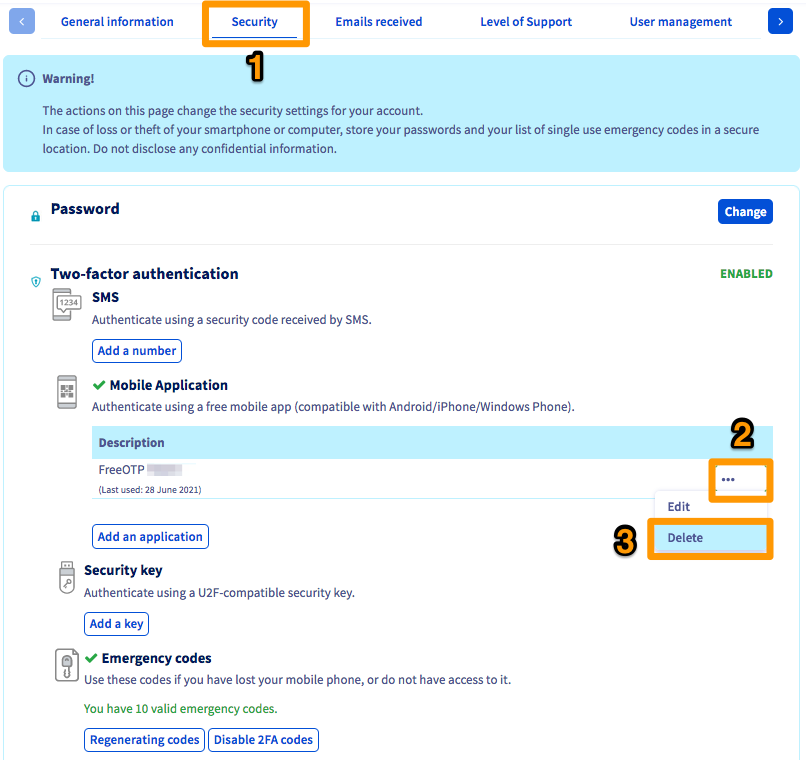 General information Security Emails received Level of Support User management
1
Warning!
The actions on this page change the security settings for your account.
In case of loss or theft of your smartphone or computer, store your passwords and your list of single use emergency codes in a secure
location. Do not disclose any confidential information.
Password
Change
Two-factor authentication
ENABLED
1234
SMS
Authenticate using a security code received by SMS.
Add a number
Mobile Application
Authenticate using a free mobile app (compatible with Android/iPhone/Windows Phone).
2
Description
FreeOTP
(Last used: 28 June 2021)
...
Edit
3
Delete
Add an application
Security key
Authenticate using a U2F-compatible security key.
Add a key
Emergency codes
Use these codes if you have lost your mobile phone, or do not have access to it.
You have 10 valid emergency codes.
Regenerating codes Disable 2FA codes